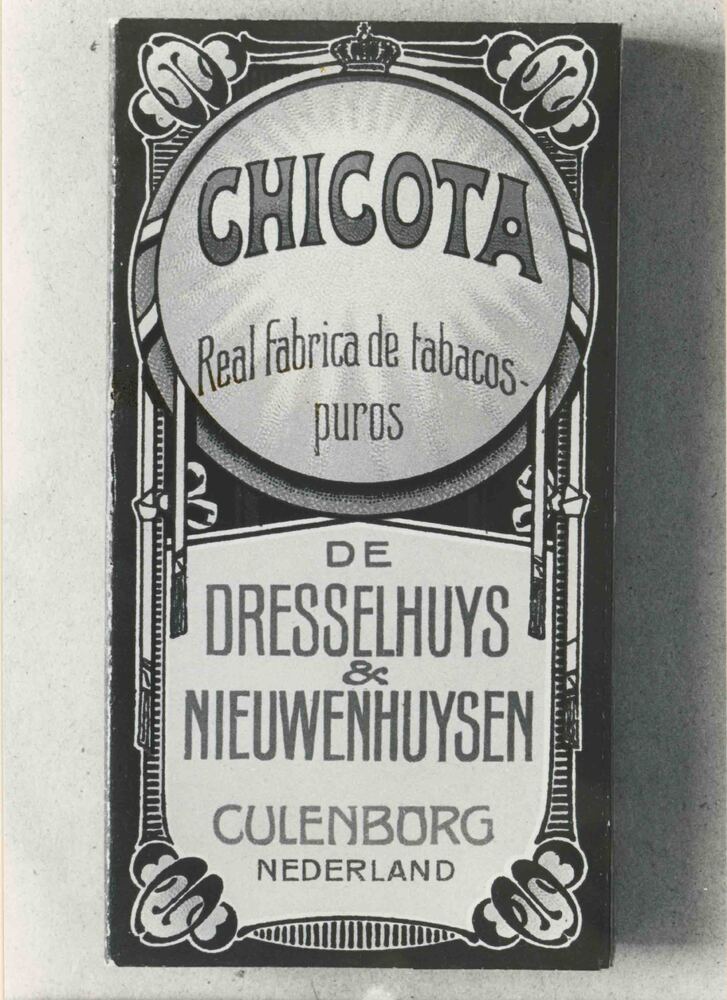 CHICOTA
Real fabrica de tabacos-
puros
DE
DRESSELHUYS
&
NIEUWENHUYSEN
CULENBORG
NEDERLAND